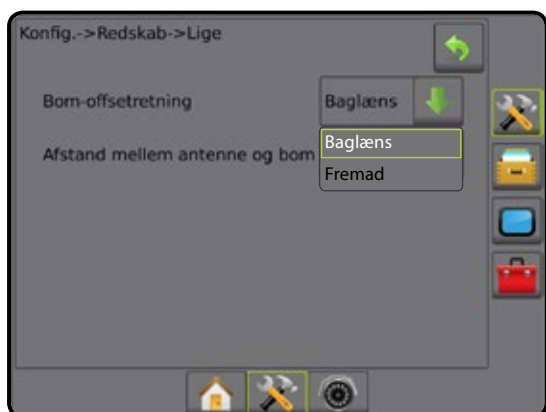 Konfig.->Redskab->Lige
Bom-offsetretning Baglæns
Baglæns
Afstand mellem antenne og bom
Fremad